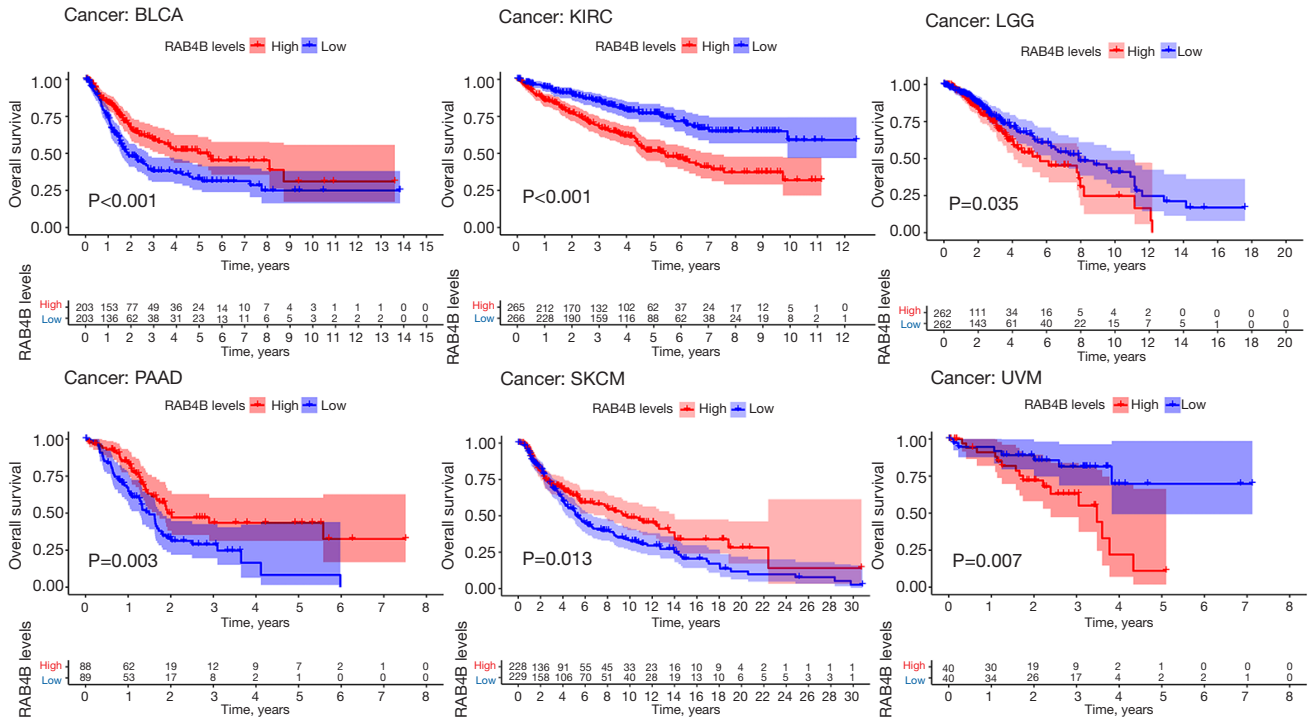 Cancer: BLCA
RAB4B levels High Low
Overall survival
1.00
0.75
0.50
0.25
0.00
P<0.001
0 1 2 3 4 5 6 7 8 9 10 11 12 13 14 15
Time, years
RAB4B levels
High 203 153 77 49 36 24 14 10 7 4 3 1 1 1 0 0
Low 203 136 62 38 31 23 13 11 6 5 3 2 2 2 0 0
0 1 2 3 4 5 6 7 8 9 10 11 12 13 14 15
Time, years
Cancer: KIRC
RAB4B levels High Low
Overall survival
1.00
0.75
0.50
0.25
0.00
P<0.001
0 1 2 3 4 5 6 7 8 9 10 11 12
Time, years
RAB4B levels
High 265 212 170 132 102 62 37 24 17 12 5 1 0
Low 266 228 190 159 116 88 62 38 24 19 8 2 1
0 1 2 3 4 5 6 7 8 9 10 11 12
Time, years
Cancer: LGG
RAB4B levels High Low
Overall survival
1.00
0.75
0.50
0.25
0.00
P=0.035
0 2 4 6 8 10 12 14 16 18 20
Time, years
RAB4B levels
High 262 111 34 16 5 4 2 0 0 0 0
Low 262 143 61 40 22 15 7 5 1 0 0
0 2 4 6 8 10 12 14 16 18 20
Time, years
Cancer: PAAD
RAB4B levels High Low
Overall survival
1.00
0.75
0.50
0.25
0.00
P=0.003
0 1 2 3 4 5 6 7 8
Time, years
RAB4B levels
High 88 62 19 12 9 7 2 1 0
Low 89 53 17 8 2 1 0 0 0
0 1 2 3 4 5 6 7 8
Time, years
Cancer: SKCM
RAB4B levels High Low
Overall survival
1.00
0.75
0.50
0.25
0.00
P=0.013
0 2 4 6 8 10 12 14 16 18 20 22 24 26 28 30
Time, years
RAB4B levels
High 228 136 91 55 45 33 23 16 10 9 4 2 1 1 1 1
Low 229 158 106 70 51 40 28 19 13 10 6 5 5 3 3 1
0 2 4 6 8 10 12 14 16 18 20 22 24 26 28 30
Time, years
Cancer: UVM
RAB4B levels High Low
Overall survival
1.00
0.75
0.50
0.25
0.00
P=0.007
0 1 2 3 4 5 6 7 8
Time, years
RAB4B levels
High 40 30 19 9 2 1 0 0 0
Low 40 34 26 17 4 2 2 1 0
0 1 2 3 4 5 6 7 8
Time, years